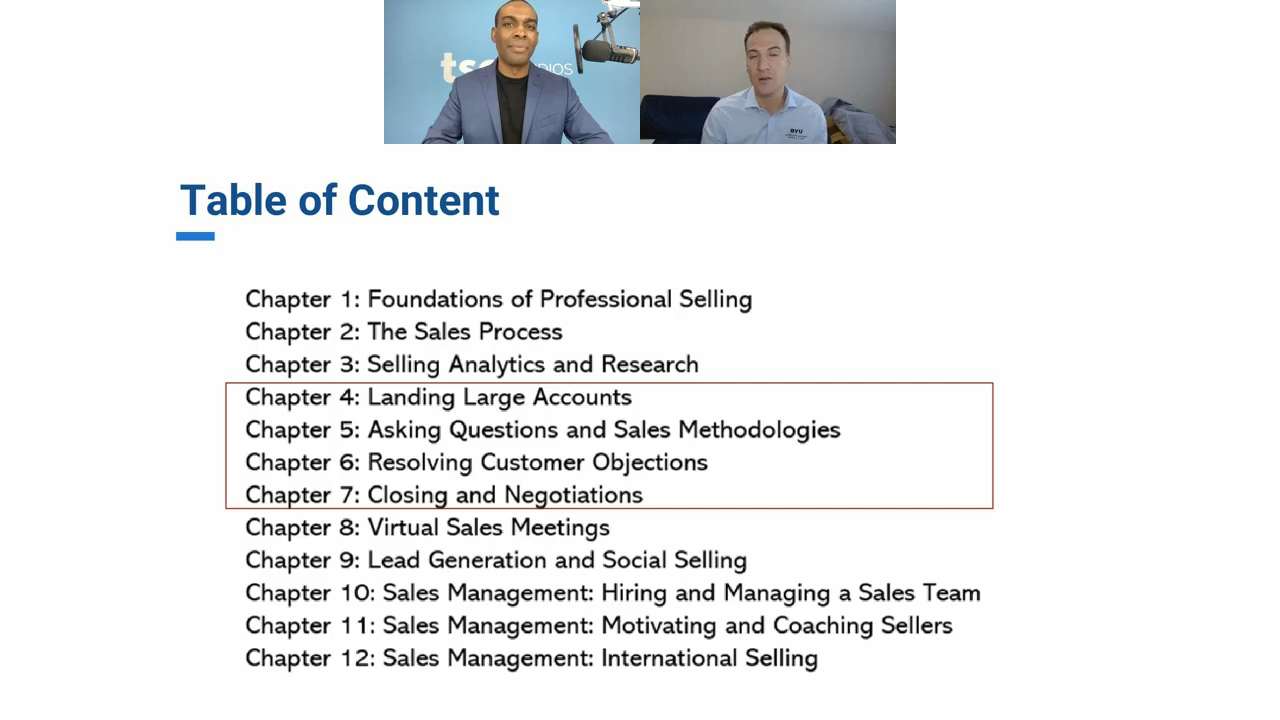 BYU
Table of Content
Chapter 1: Foundations of Professional Selling
Chapter 2: The Sales Process
Chapter 3: Selling Analytics and Research
Chapter 4: Landing Large Accounts
Chapter 5: Asking Questions and Sales Methodologies
Chapter 6: Resolving Customer Objections
Chapter 7: Closing and Negotiations
Chapter 8: Virtual Sales Meetings
Chapter 9: Lead Generation and Social Selling
Chapter 10: Sales Management: Hiring and Managing a Sales Team
Chapter 11: Sales Management: Motivating and Coaching Sellers
Chapter 12: Sales Management: International Selling